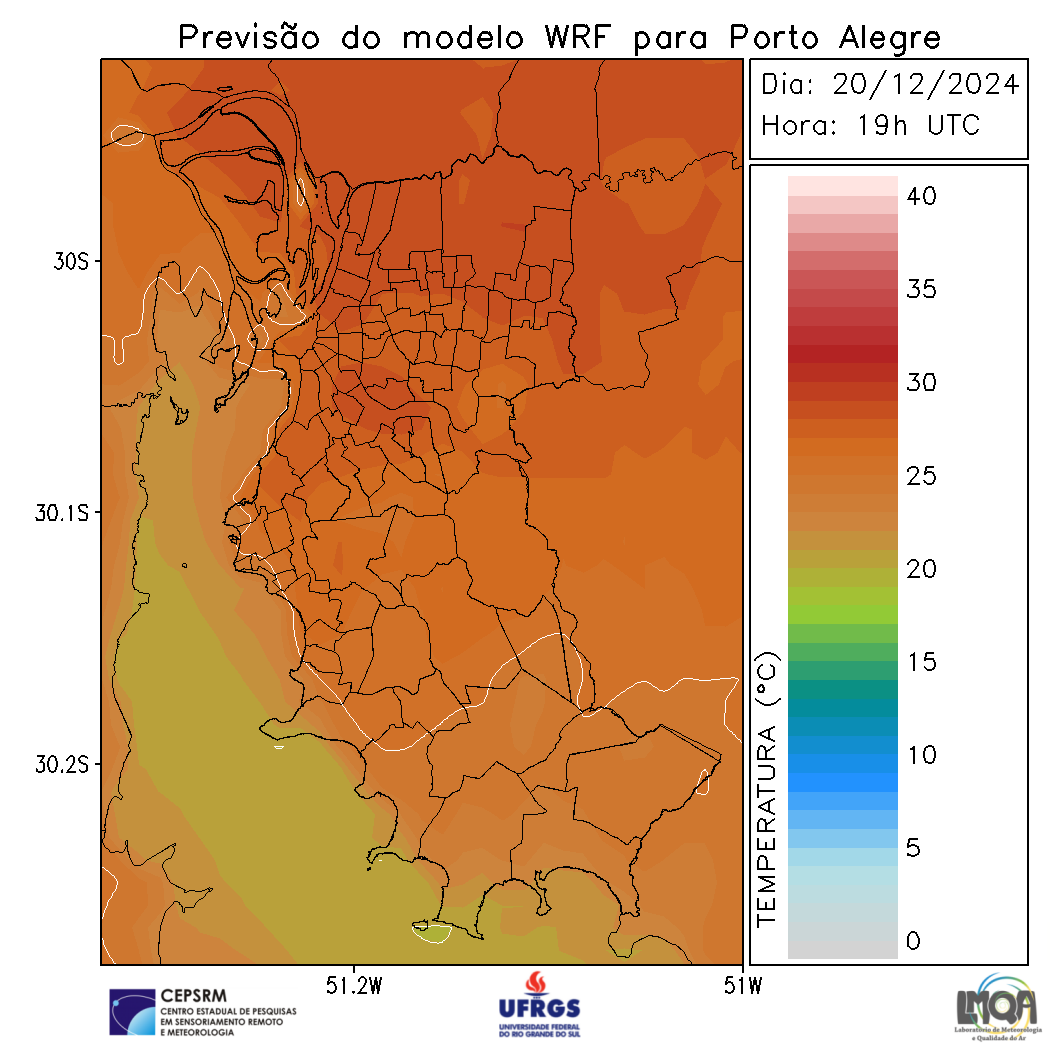 Previsão do modelo WRF para Porto Alegre
Dia: 20/12/2024
Hora: 19h UTC
30S
30.1S
30.2S
51.2W
51W
TEMPERATURA (°C)
40
35
30
25
20
15
10
5
0
CEPSRM
CENTRO ESTADUAL DE PESQUISAS
EM SENSORIAMENTO REMOTO
E METEOROLOGIA
UFRGS
UNIVERSIDADE FEDERAL
DO RIO GRANDE DO SUL
LMQA
Laboratório de Meteorologia
e Qualidade do Ar